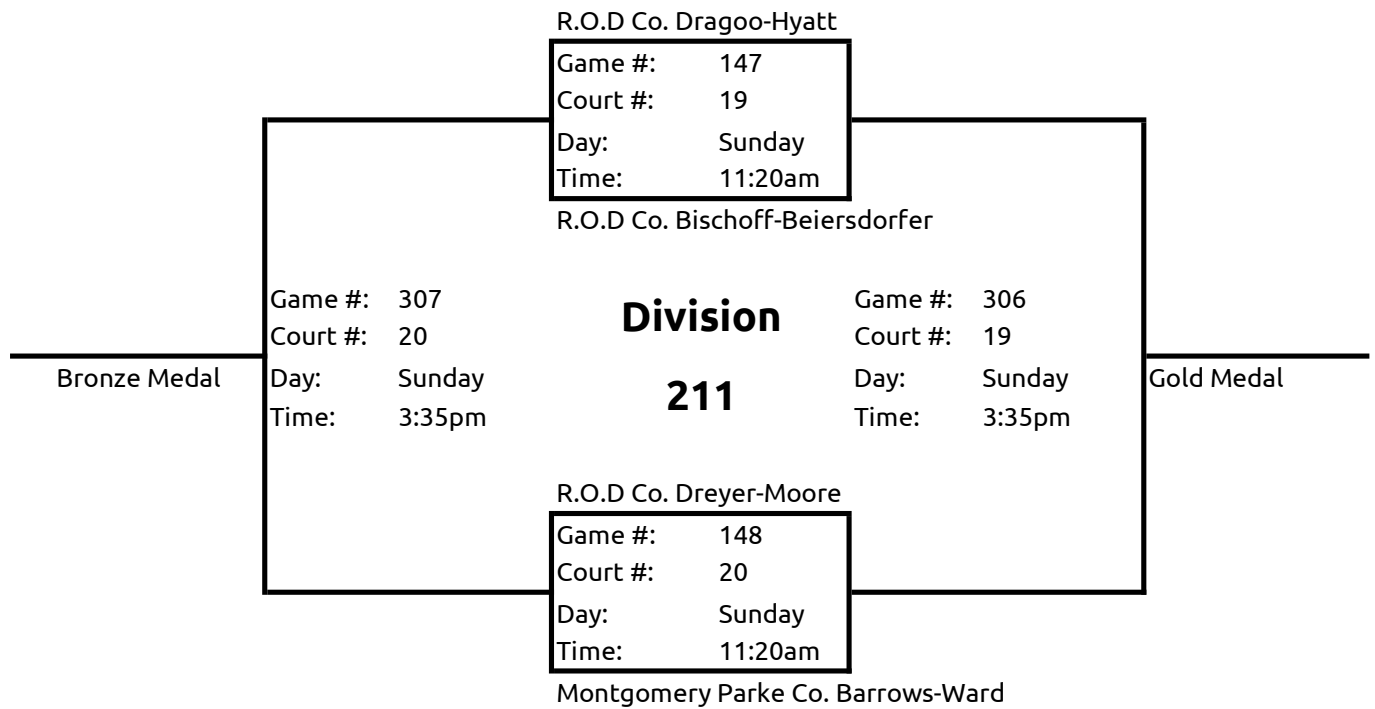 R.O.D Co. Dragoo-Hyatt
Game #: 147
Court #: 19
Day: Sunday
Time: 11:20am
R.O.D Co. Bischoff-Beiersdorfer
Game #: 307
Court #: 20
Day: Sunday
Time: 3:35pm
Bronze Medal
Division
211
Game #: 306
Court #: 19
Day: Sunday
Time: 3:35pm
Gold Medal
R.O.D Co. Dreyer-Moore
Game #: 148
Court #: 20
Day: Sunday
Time: 11:20am
Montgomery Parke Co. Barrows-Ward